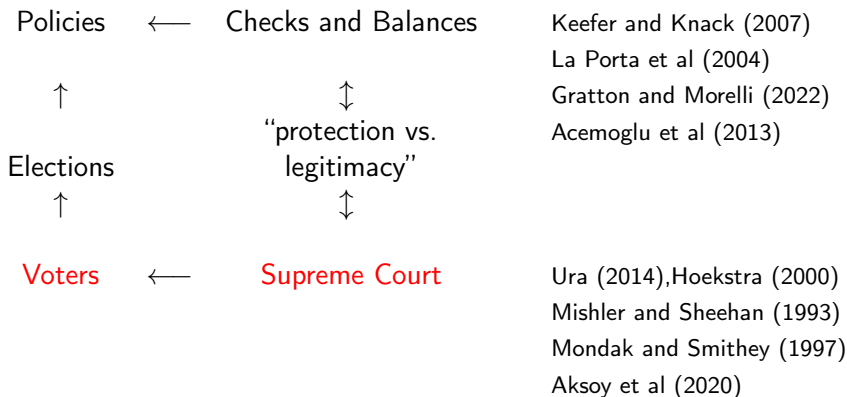 Policies ← Checks and Balances Keefer and Knack (2007)
La Porta et al (2004)
↑ ↕ Gratton and Morelli (2022)
“protection vs. Acemoglu et al (2013)
Elections legitimacy”
↑ ↕
Voters ← Supreme Court Ura (2014),Hoekstra (2000)
Mishler and Sheehan (1993)
Mondak and Smithey (1997)
Aksoy et al (2020)